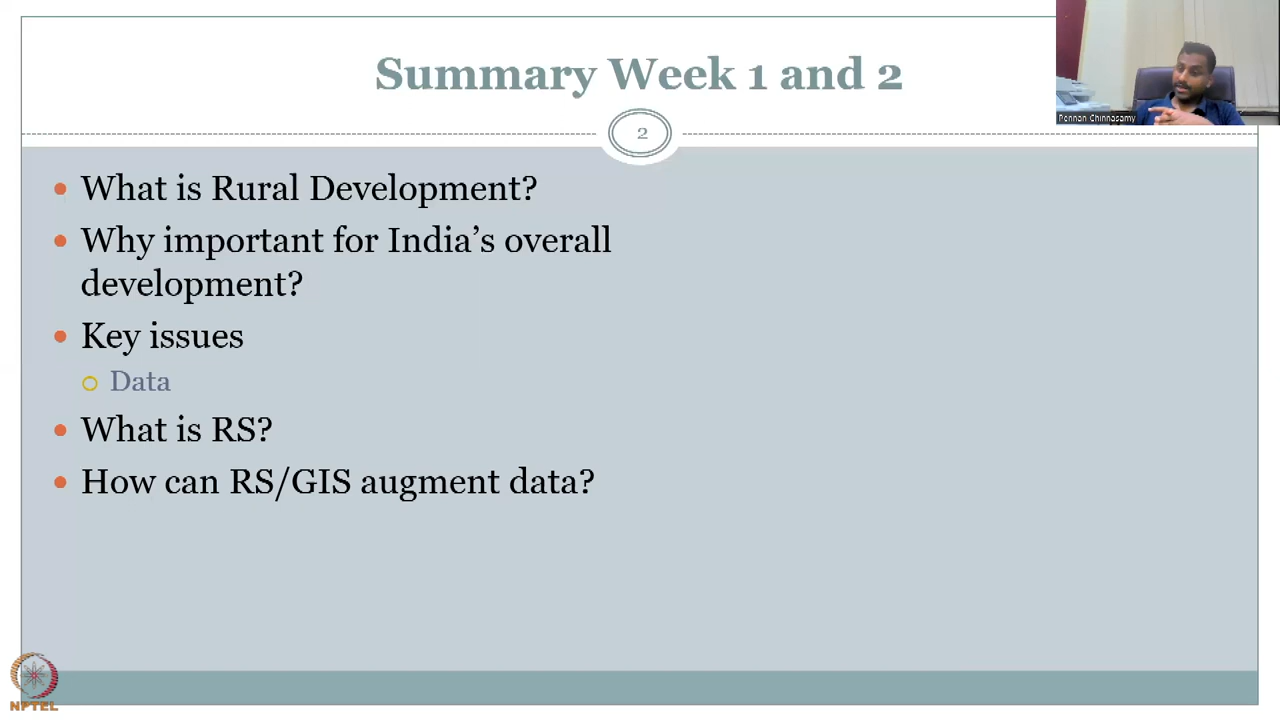 Summary Week 1 and 2
2
Pennan Chinnasamy
• What is Rural Development?
• Why important for India's overall
development?
• Key issues
○ Data
• What is RS?
• How can RS/GIS augment data?
NPTEL